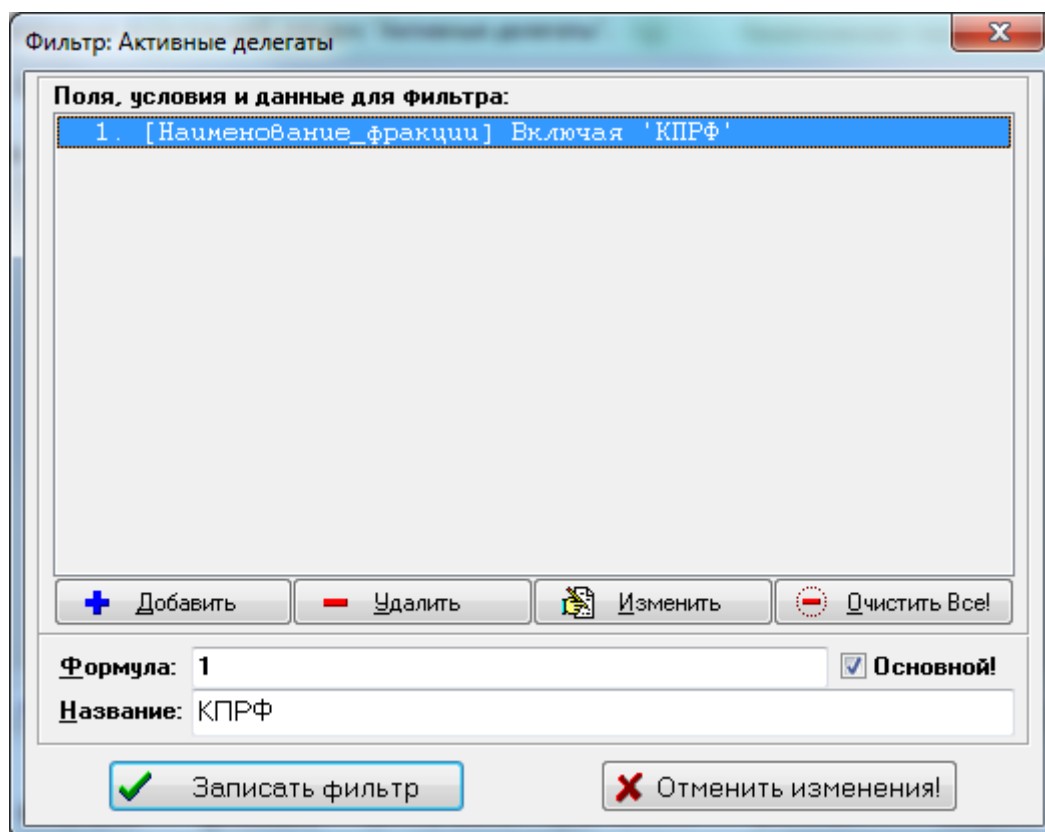 Фильтр: Активные делегаты
Поля, условия и данные для фильтра:
1. [Наименование_фракции] Включая 'КПРФ'
Добавить Удалить Изменить Очистить Все!
Формула: 1 Основной!
Название: КПРФ
Записать фильтр Отменить изменения!